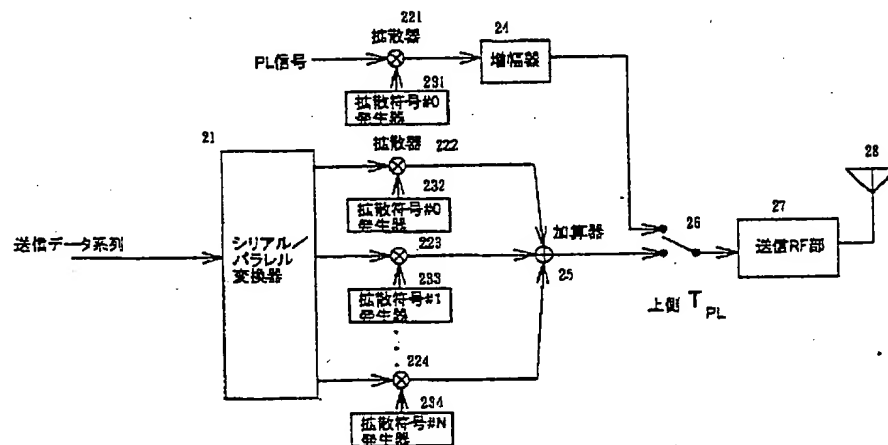 221
拡散器
24
PL信号
増幅器
231
拡散符号#0
発生器
21
拡散器
222
28
232
拡散符号#0
発生器
加算器
26
27
送信データ系列
シリアル/
パラレル
変換器
223
送信RF部
25
233
拡散符号#1
発生器
上側 T PL
224
234
拡散符号#N
発生器